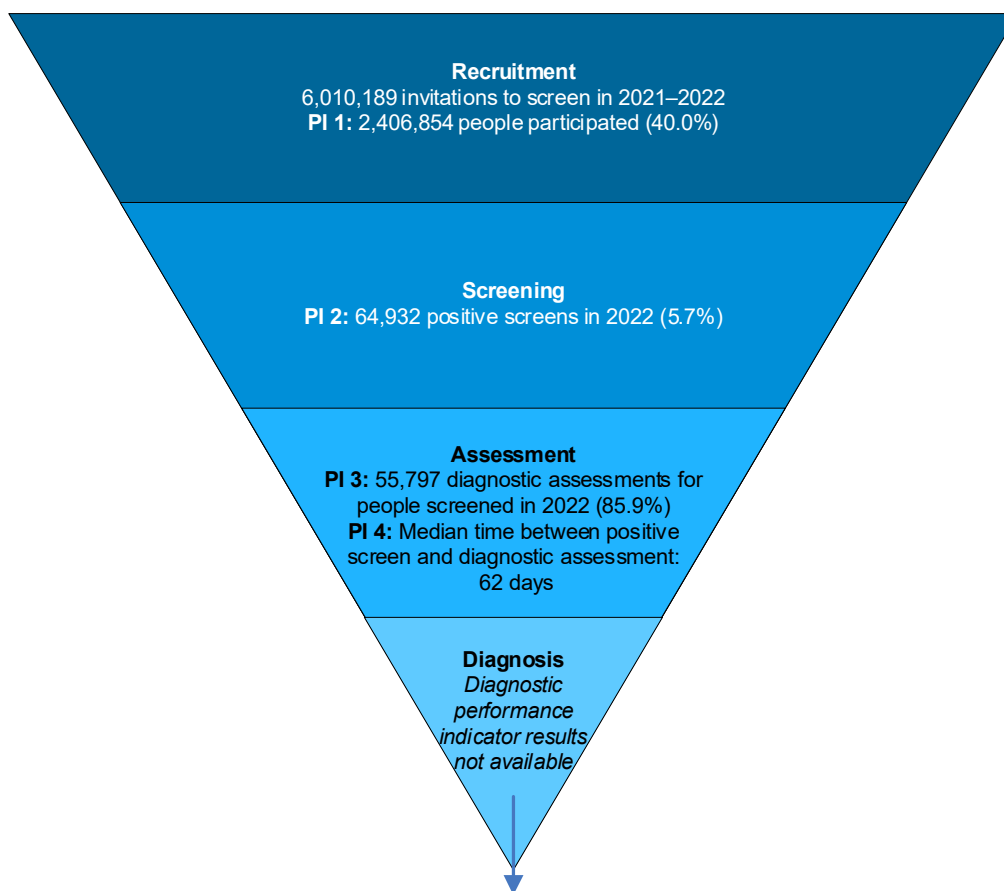 Recruitment
6,010,189 invitations to screen in 2021–2022
PI 1: 2,406,854 people participated (40.0%)
Screening
PI 2: 64,932 positive screens in 2022 (5.7%)
Assessment
PI 3: 55,797 diagnostic assessments for
people screened in 2022 (85.9%)
PI 4: Median time between positive
screen and diagnostic assessment:
62 days
Diagnosis
Diagnostic
performance
indicator results
not available